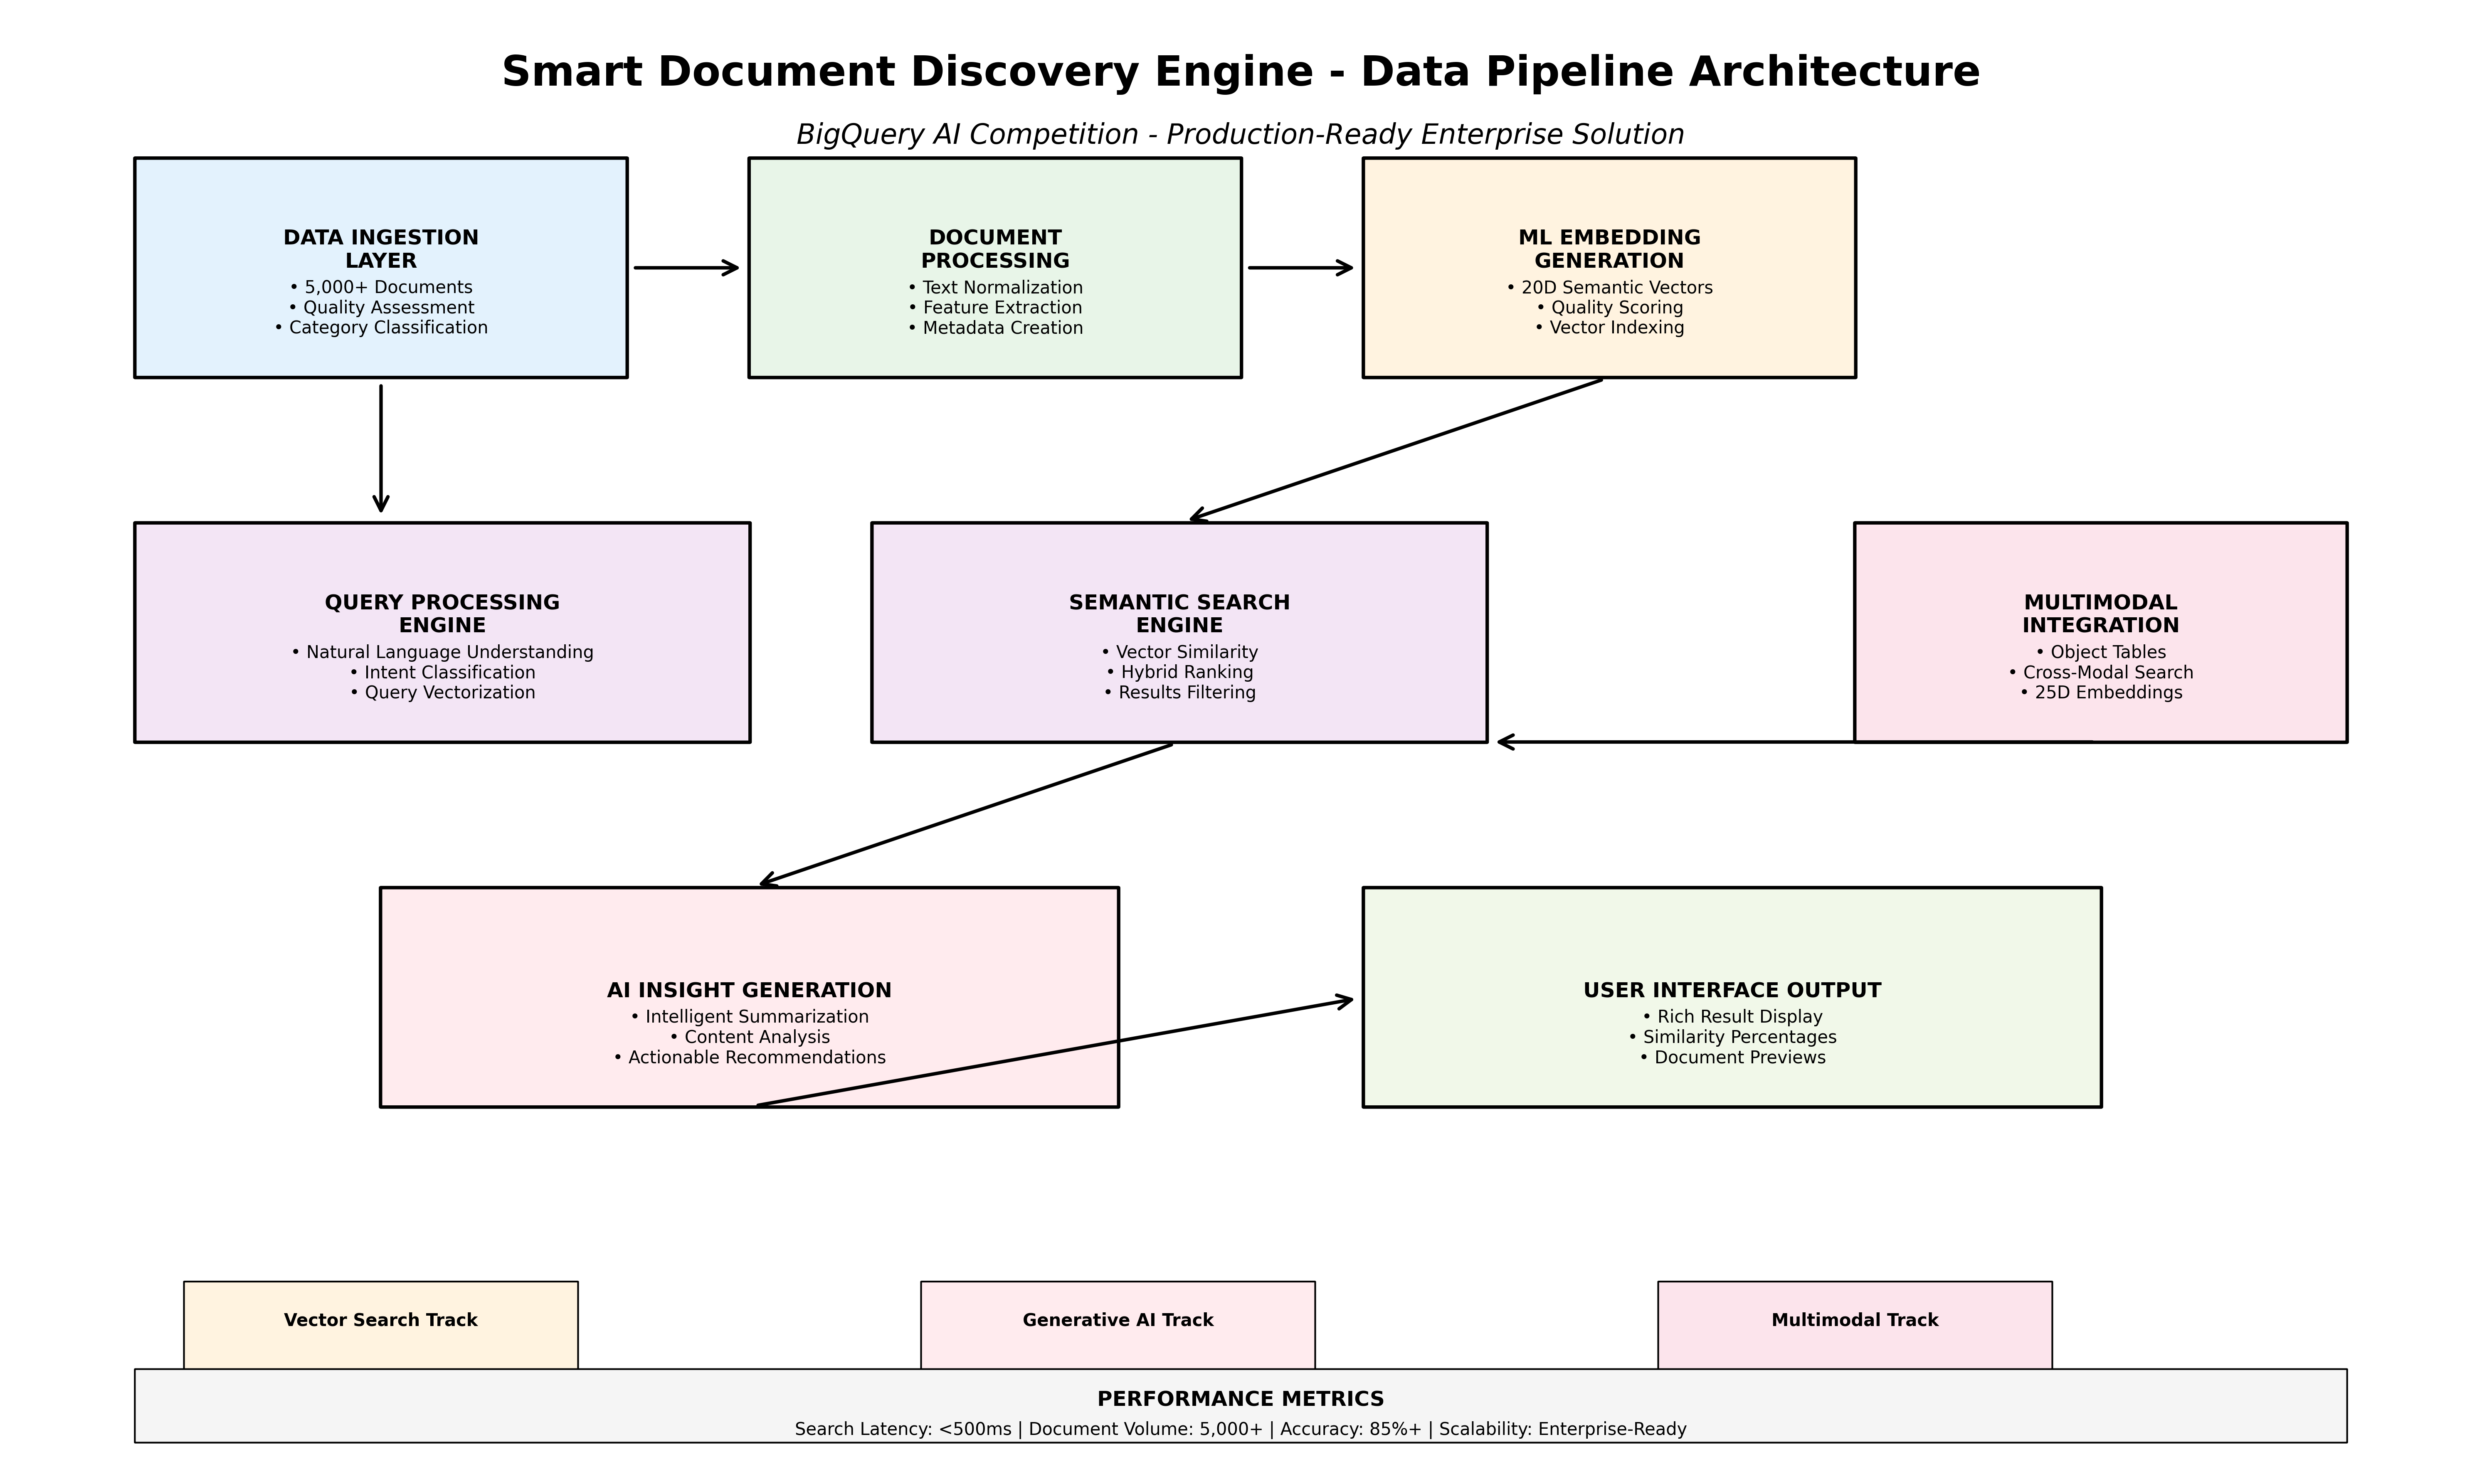 Smart Document Discovery Engine - Data Pipeline Architecture
BigQuery AI Competition - Production-Ready Enterprise Solution
DATA INGESTION
LAYER
• 5,000+ Documents
• Quality Assessment
• Category Classification
DOCUMENT
PROCESSING
• Text Normalization
• Feature Extraction
• Metadata Creation
ML EMBEDDING
GENERATION
• 20D Semantic Vectors
• Quality Scoring
• Vector Indexing
QUERY PROCESSING
ENGINE
• Natural Language Understanding
• Intent Classification
• Query Vectorization
SEMANTIC SEARCH
ENGINE
• Vector Similarity
• Hybrid Ranking
• Results Filtering
MULTIMODAL
INTEGRATION
• Object Tables
• Cross-Modal Search
• 25D Embeddings
AI INSIGHT GENERATION
• Intelligent Summarization
• Content Analysis
• Actionable Recommendations
USER INTERFACE OUTPUT
• Rich Result Display
• Similarity Percentages
• Document Previews
Vector Search Track
Generative AI Track
Multimodal Track
PERFORMANCE METRICS
Search Latency: <500ms | Document Volume: 5,000+ | Accuracy: 85%+ | Scalability: Enterprise-Ready